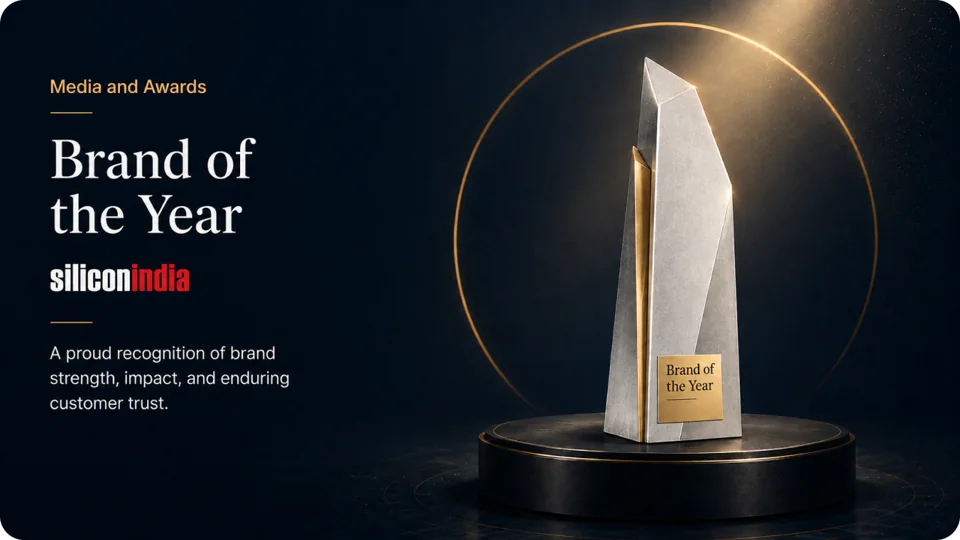 Media and Awards
Brand of
the Year
siliconindia
A proud recognition of brand
strength, impact, and enduring
customer trust.
Brand of
the Year